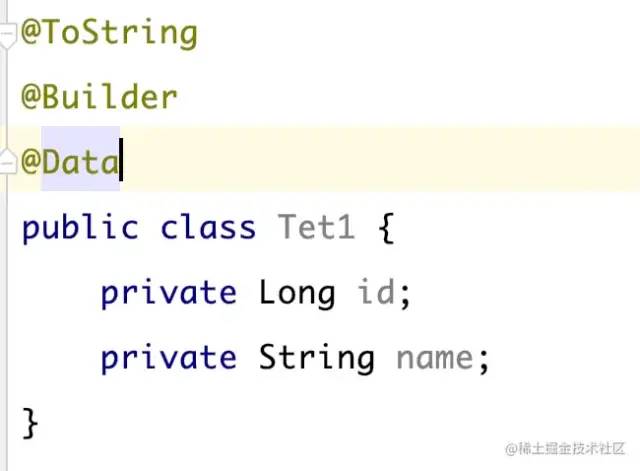 @ToString
@Builder
@Data
public class Tet1 {
    private Long id;
    private String name;
}
@稀土掘金技术社区